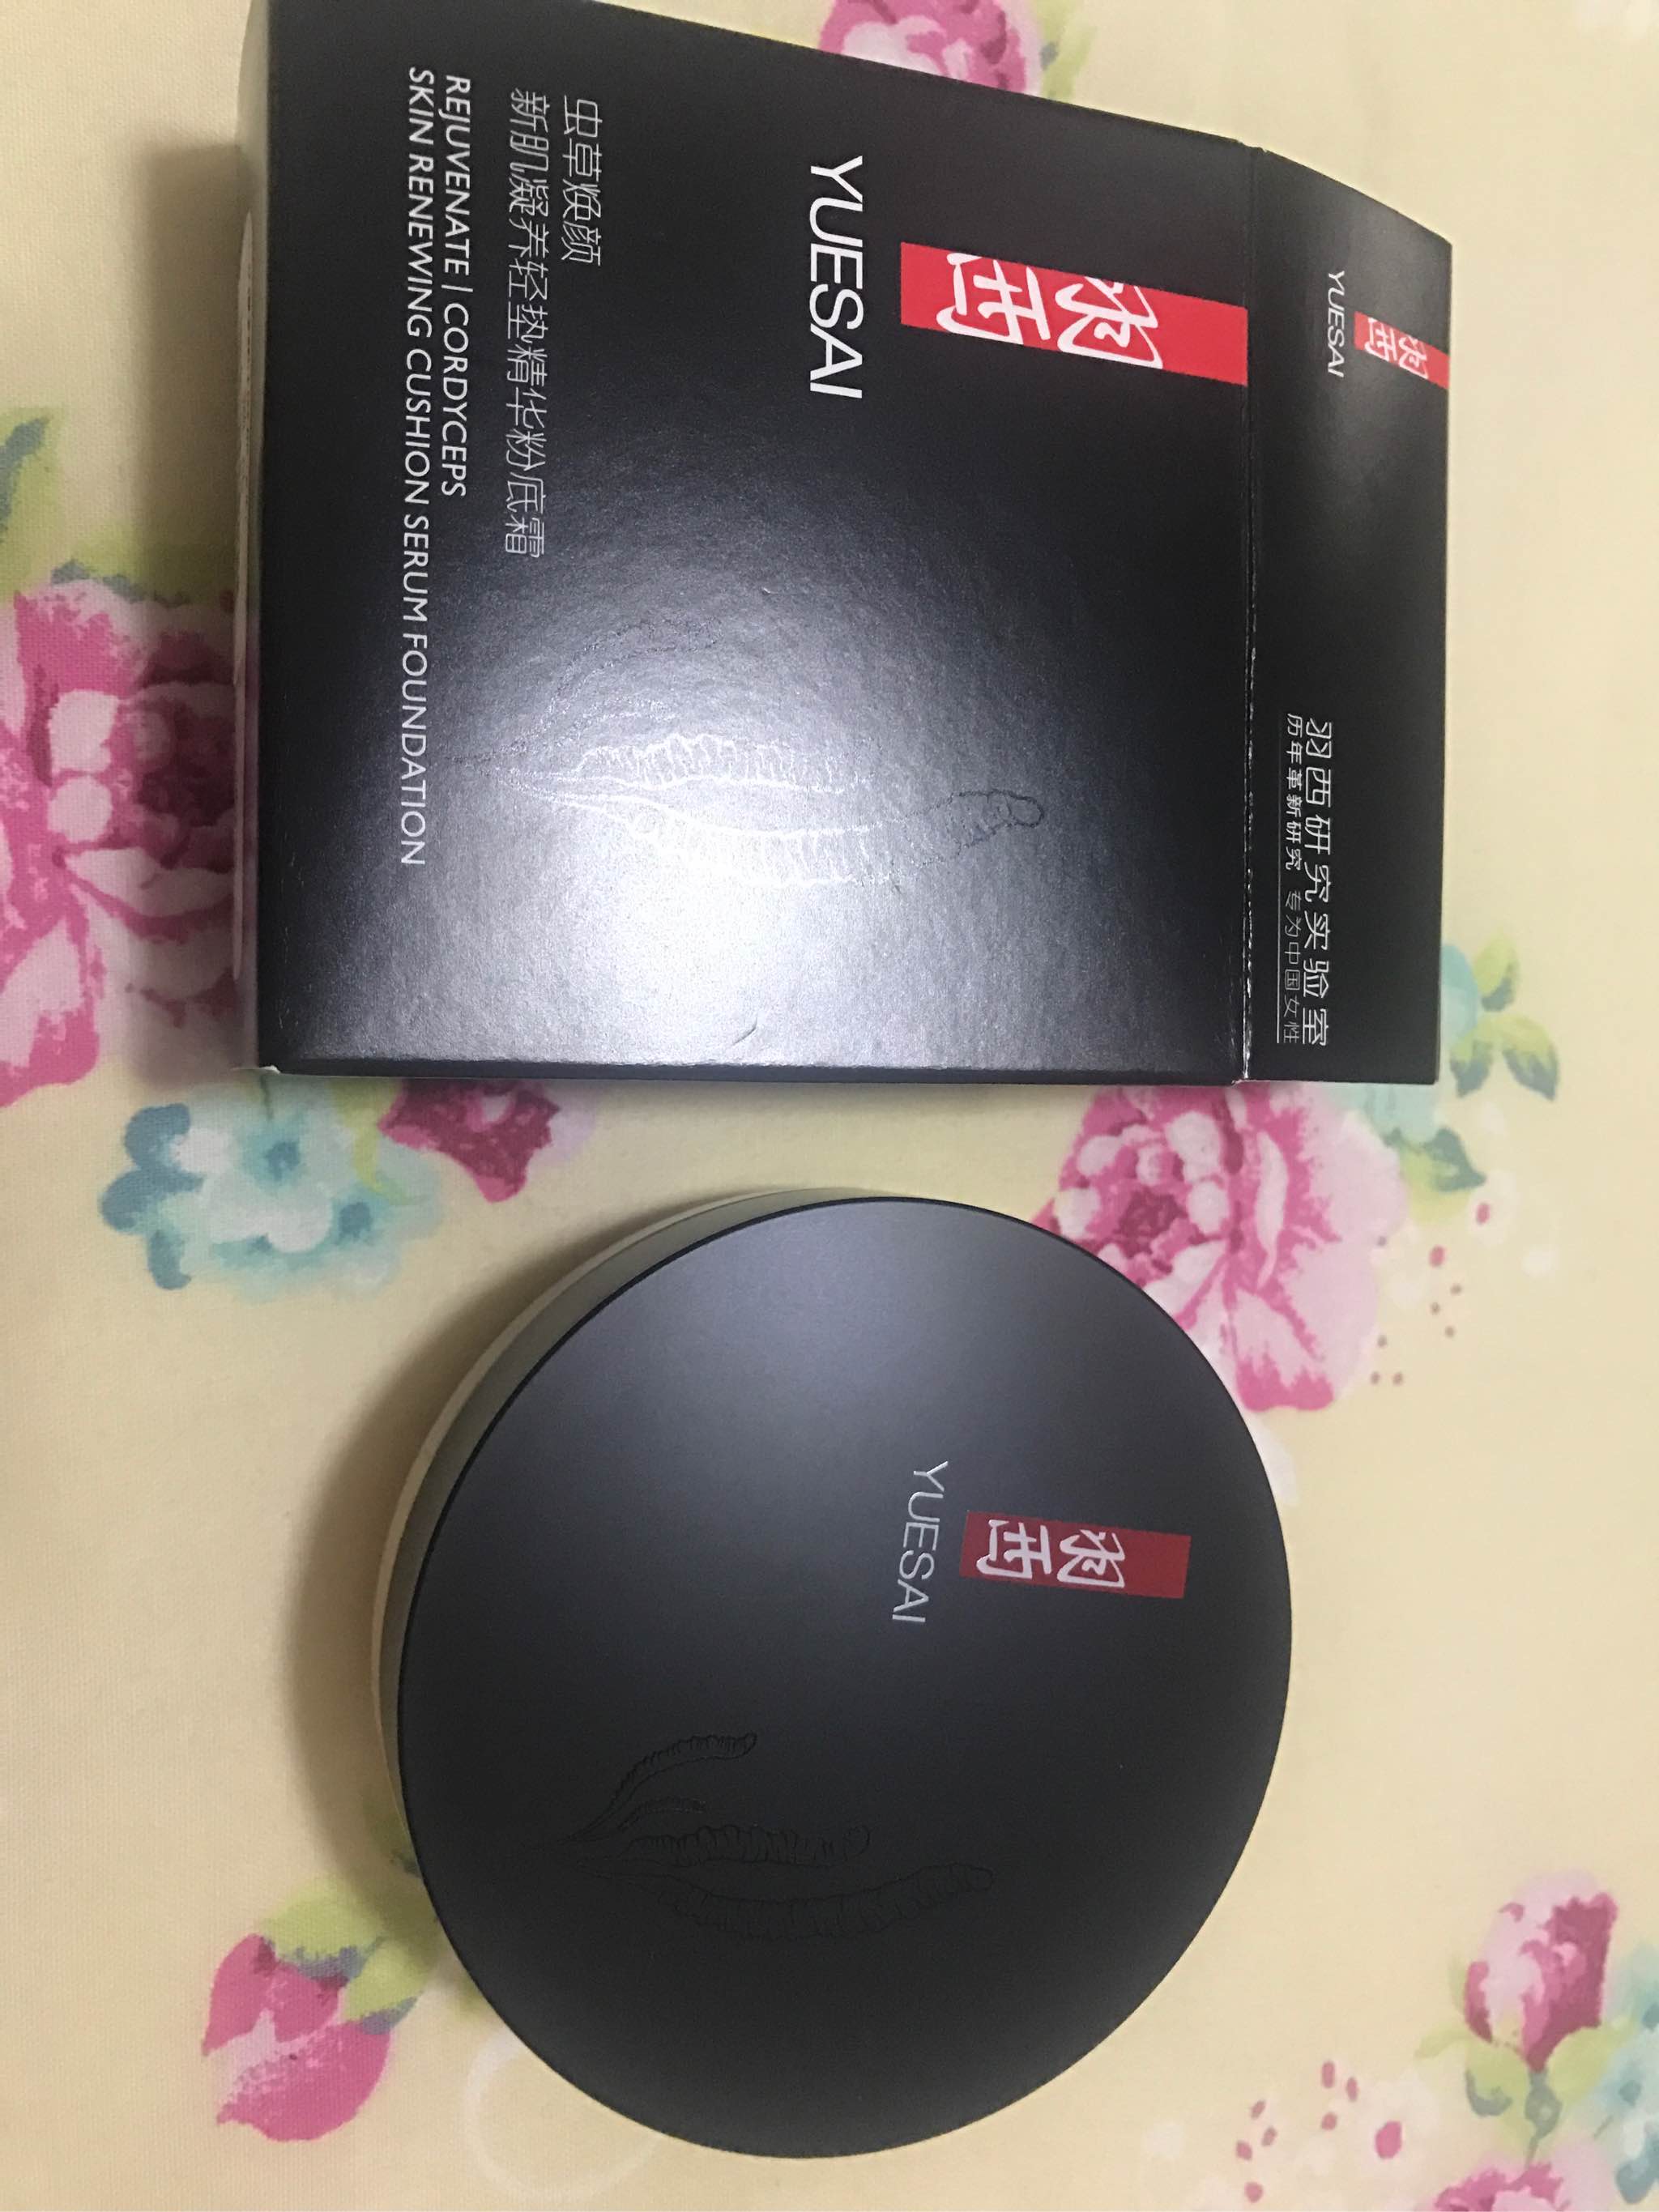 羽西
YUESAI
羽西研究实验室
历年革新研究 专为中国女性
羽西
YUESAI
虫草焕颜
新肌凝养轻垫精华粉底霜
REJUVENATE | CORDYCEPS
SKIN RENEWING CUSHION SERUM FOUNDATION
羽西
YUESAI